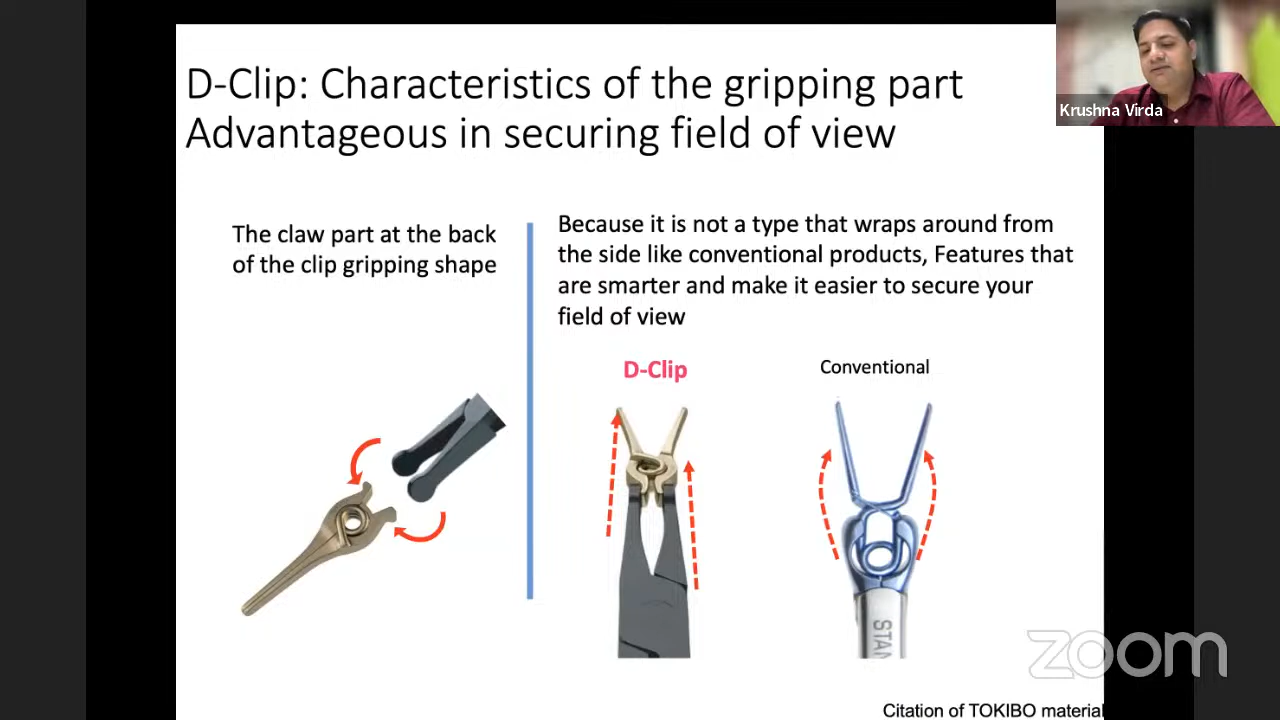 D-Clip: Characteristics of the gripping part
Advantageous in securing field of view
Krushna Virda
The claw part at the back
of the clip gripping shape
Because it is not a type that wraps around from
the side like conventional products, Features that
are smarter and make it easier to secure your
field of view
D-Clip
Conventional
STAN
zoom
Citation of TOKIBO material